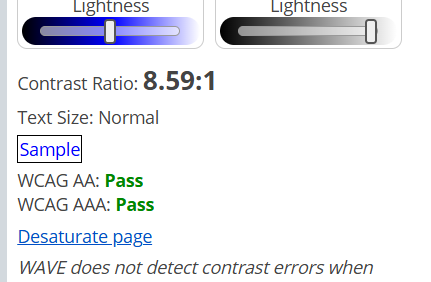 Lightness Lightness
Contrast Ratio: 8.59:1
Text Size: Normal
Sample
WCAG AA: Pass
WCAG AAA: Pass
Desaturate page
WAVE does not detect contrast errors when